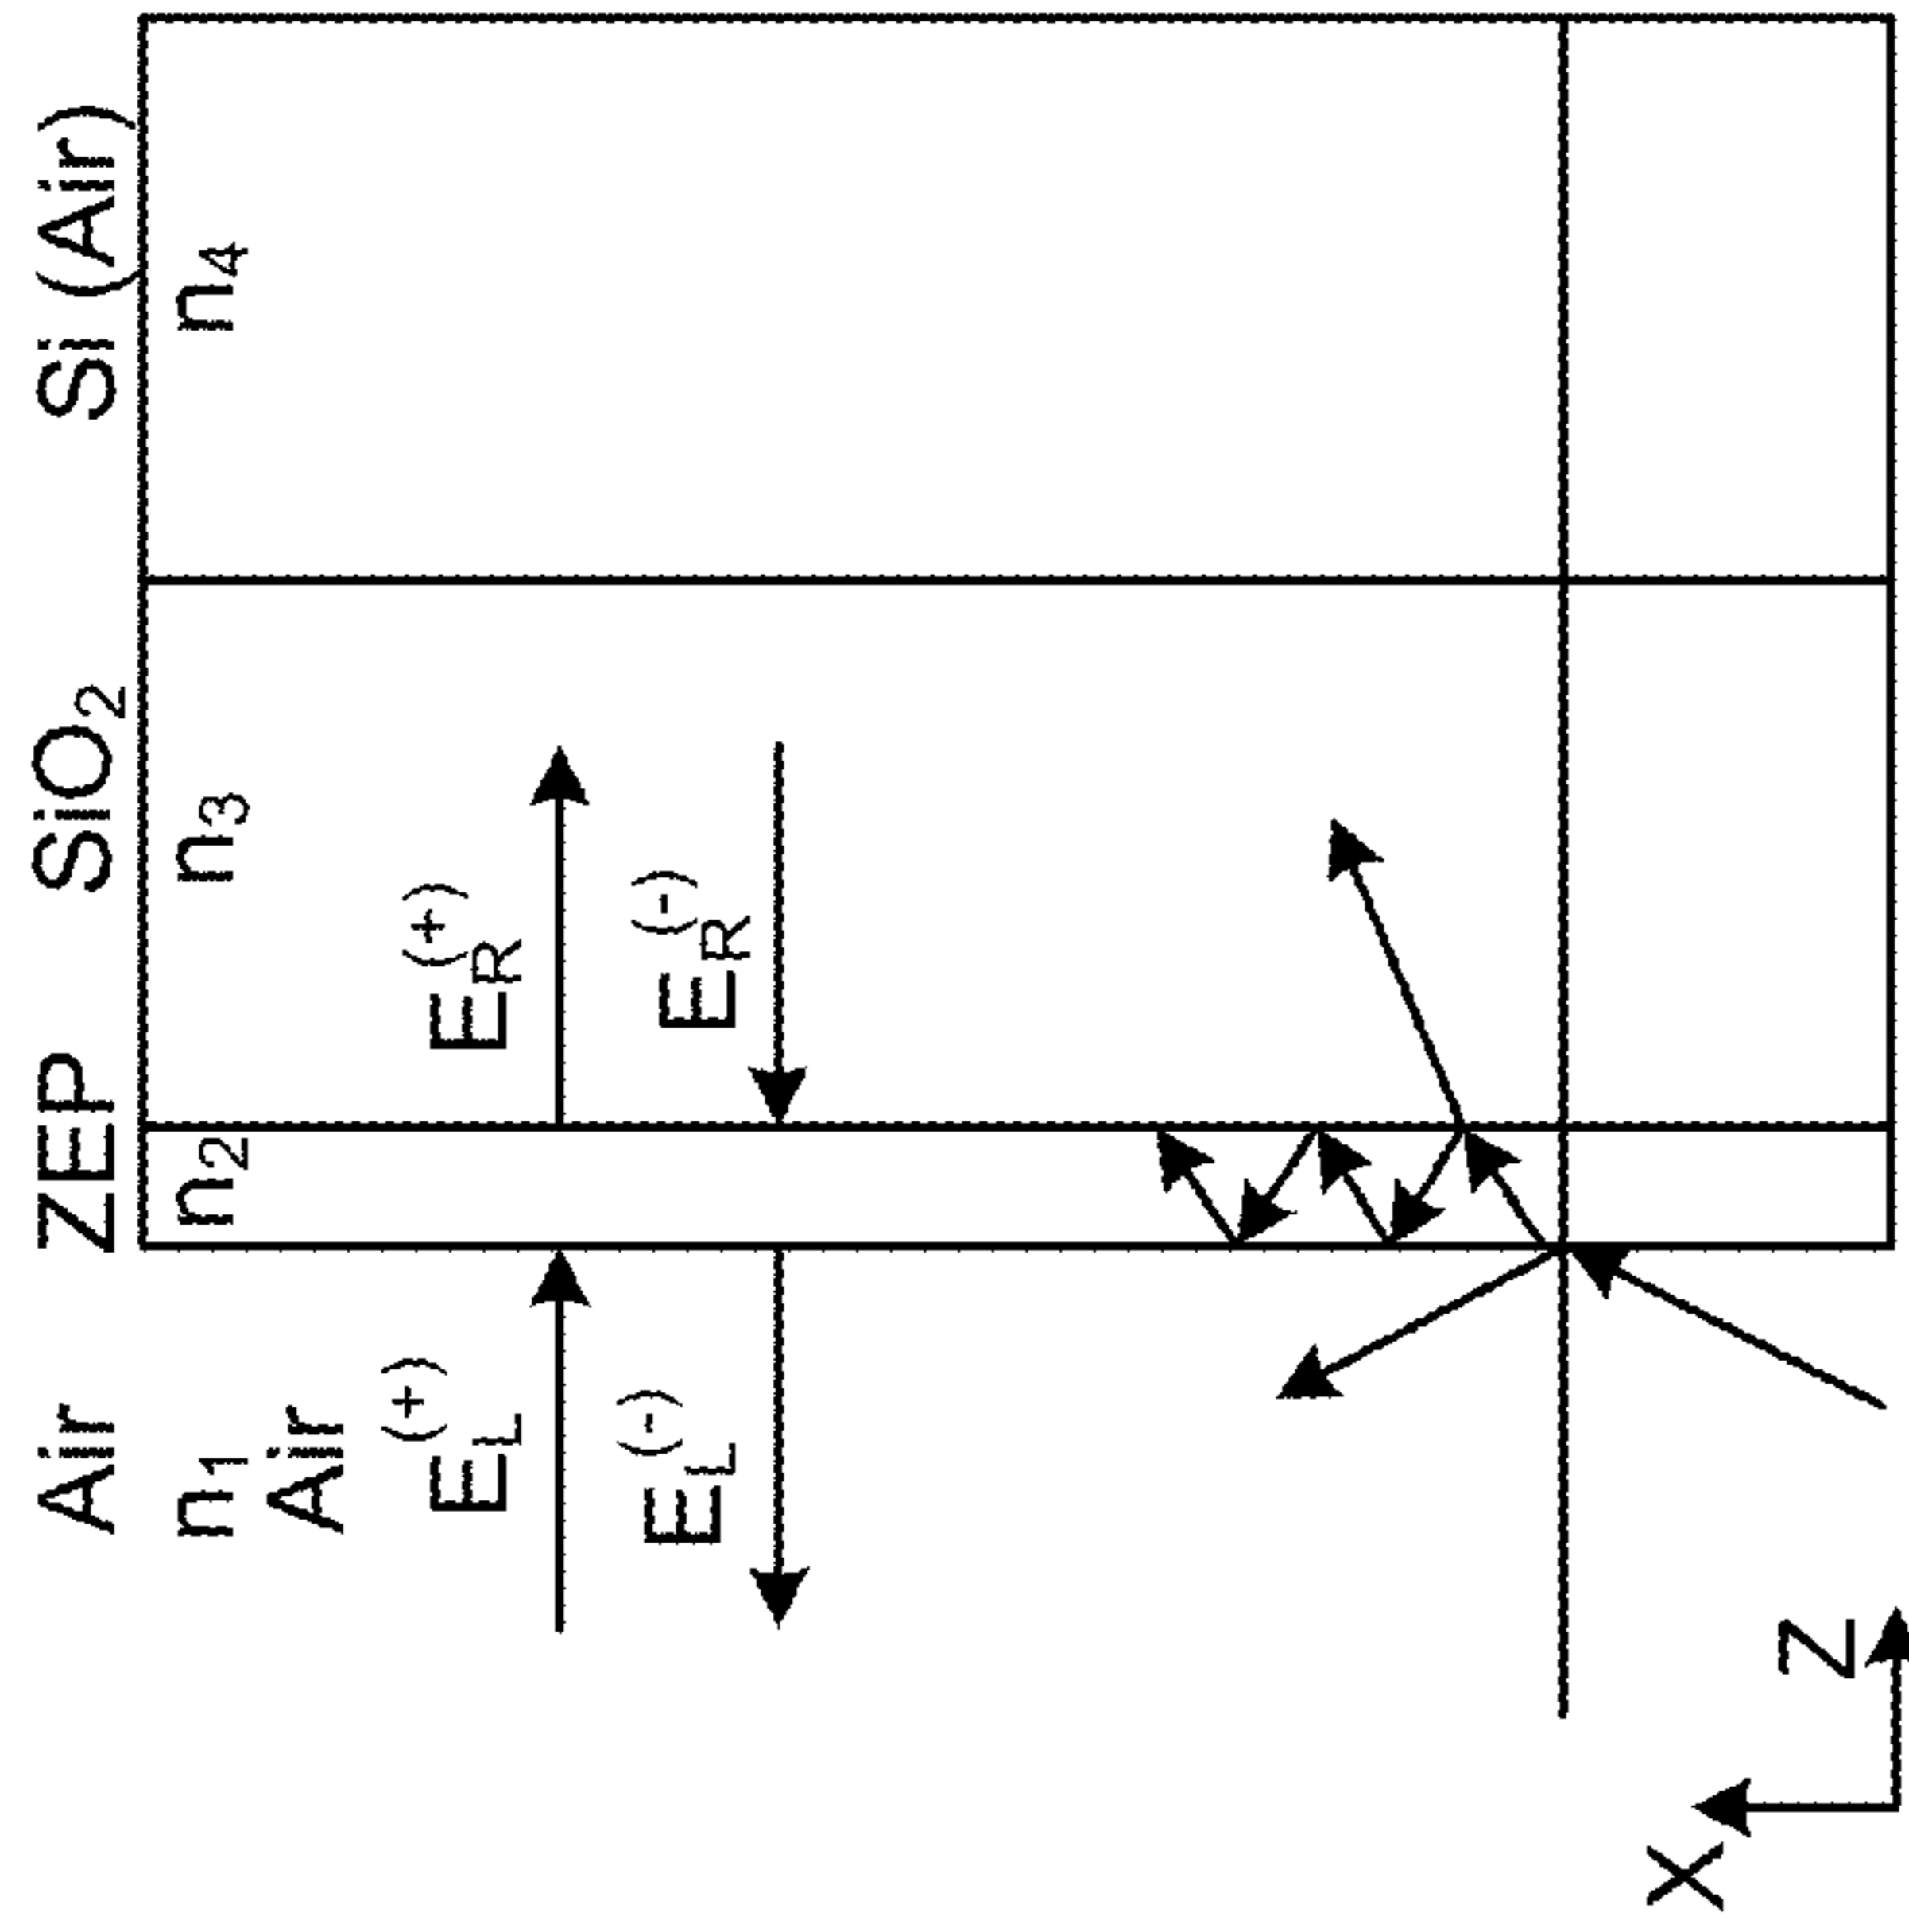 Air ZEP SiO₂ Si (Air)
n₁ n₂ n₃ n₄
Air
E_L^(+) E_R^(+)
E_L^(-) E_R^(-)
X Z